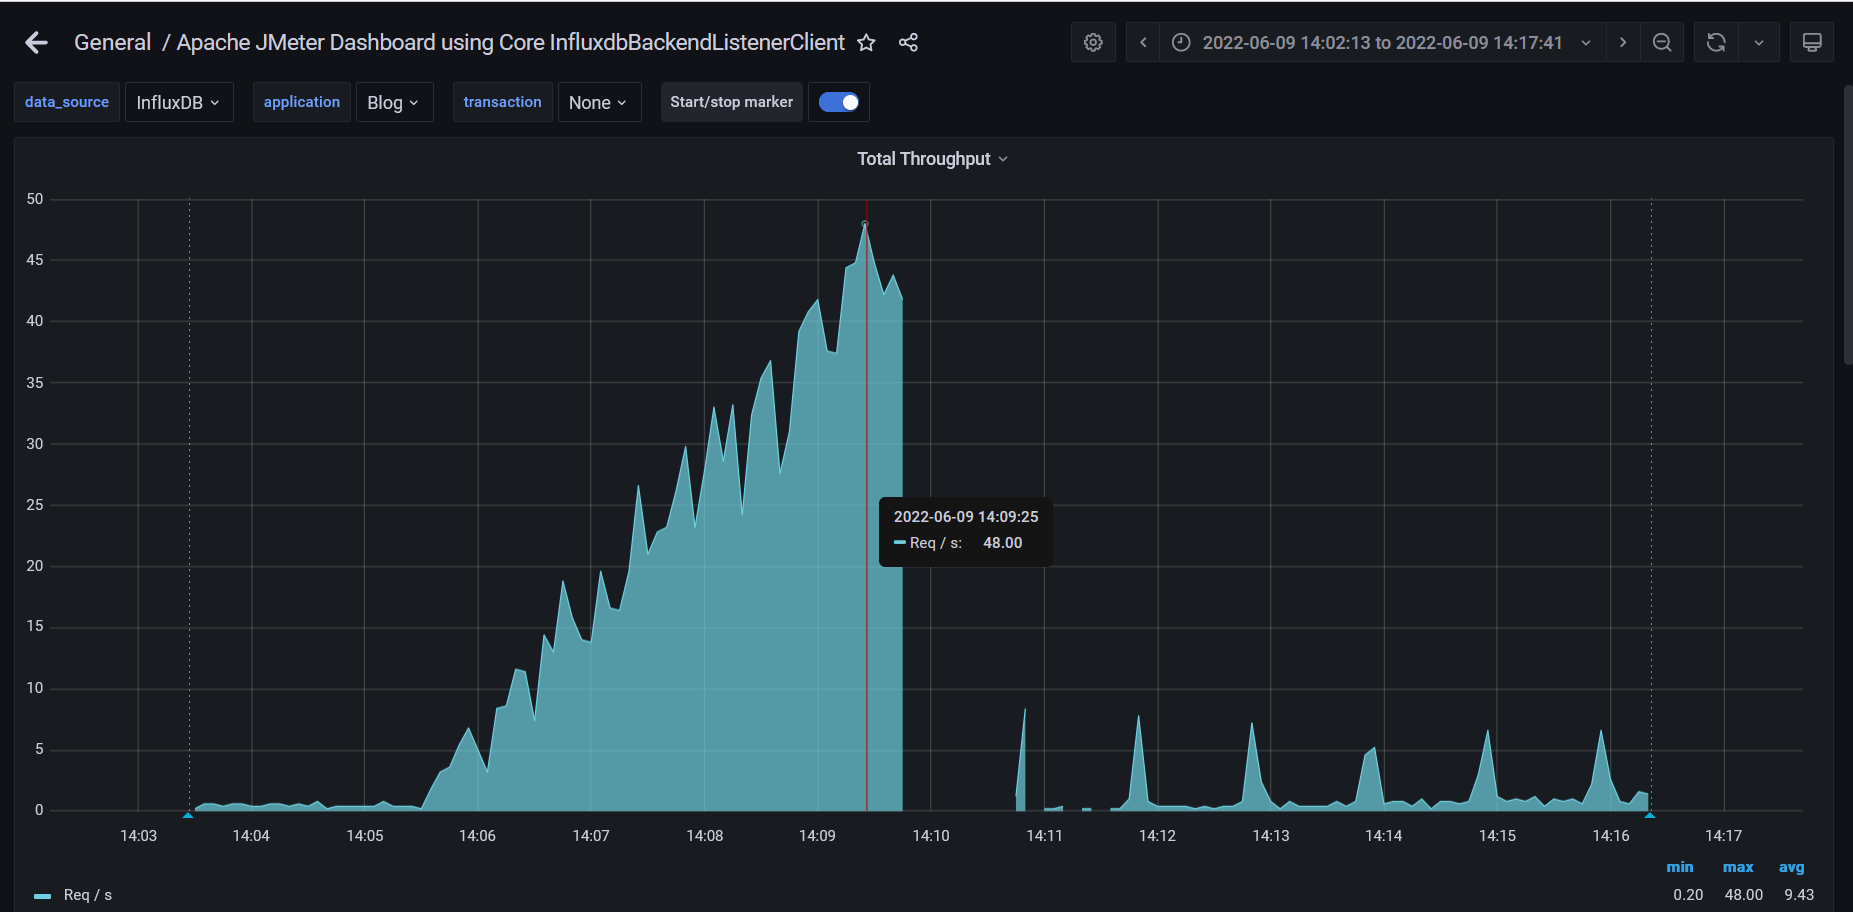 General / Apache JMeter Dashboard using Core InfluxdbBackendListenerClient
2022-06-09 14:02:13 to 2022-06-09 14:17:41
data_source InfluxDB application Blog transaction None Start/stop marker
Total Throughput
50
45
40
35
30
25
20
15
10
5
0
2022-06-09 14:09:25
Req / s: 48.00
14:03 14:04 14:05 14:06 14:07 14:08 14:09 14:10 14:11 14:12 14:13 14:14 14:15 14:16 14:17
min max avg
Req / s 0.20 48.00 9.43